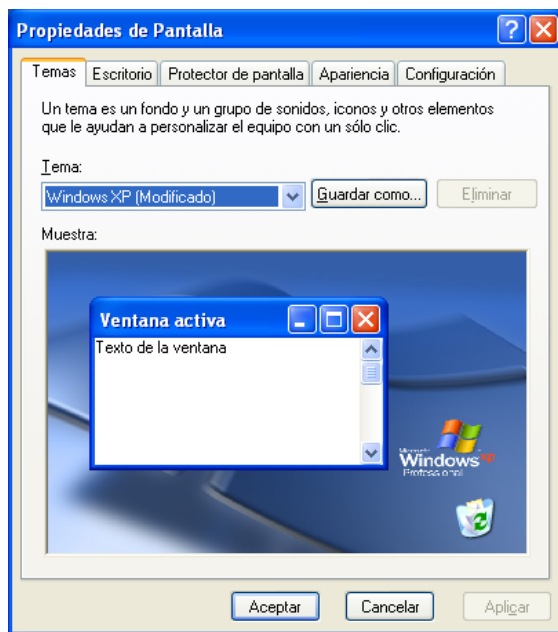 Propiedades de Pantalla
Temas Escritorio Protector de pantalla Apariencia Configuración
Un tema es un fondo y un grupo de sonidos, iconos y otros elementos
que le ayudan a personalizar el equipo con un sólo clic.
Tema:
Windows XP (Modificado) Guardar como... Eliminar
Muestra:
Ventana activa
Texto de la ventana
Microsoft
Windows xp
Professional
Aceptar Cancelar Aplicar